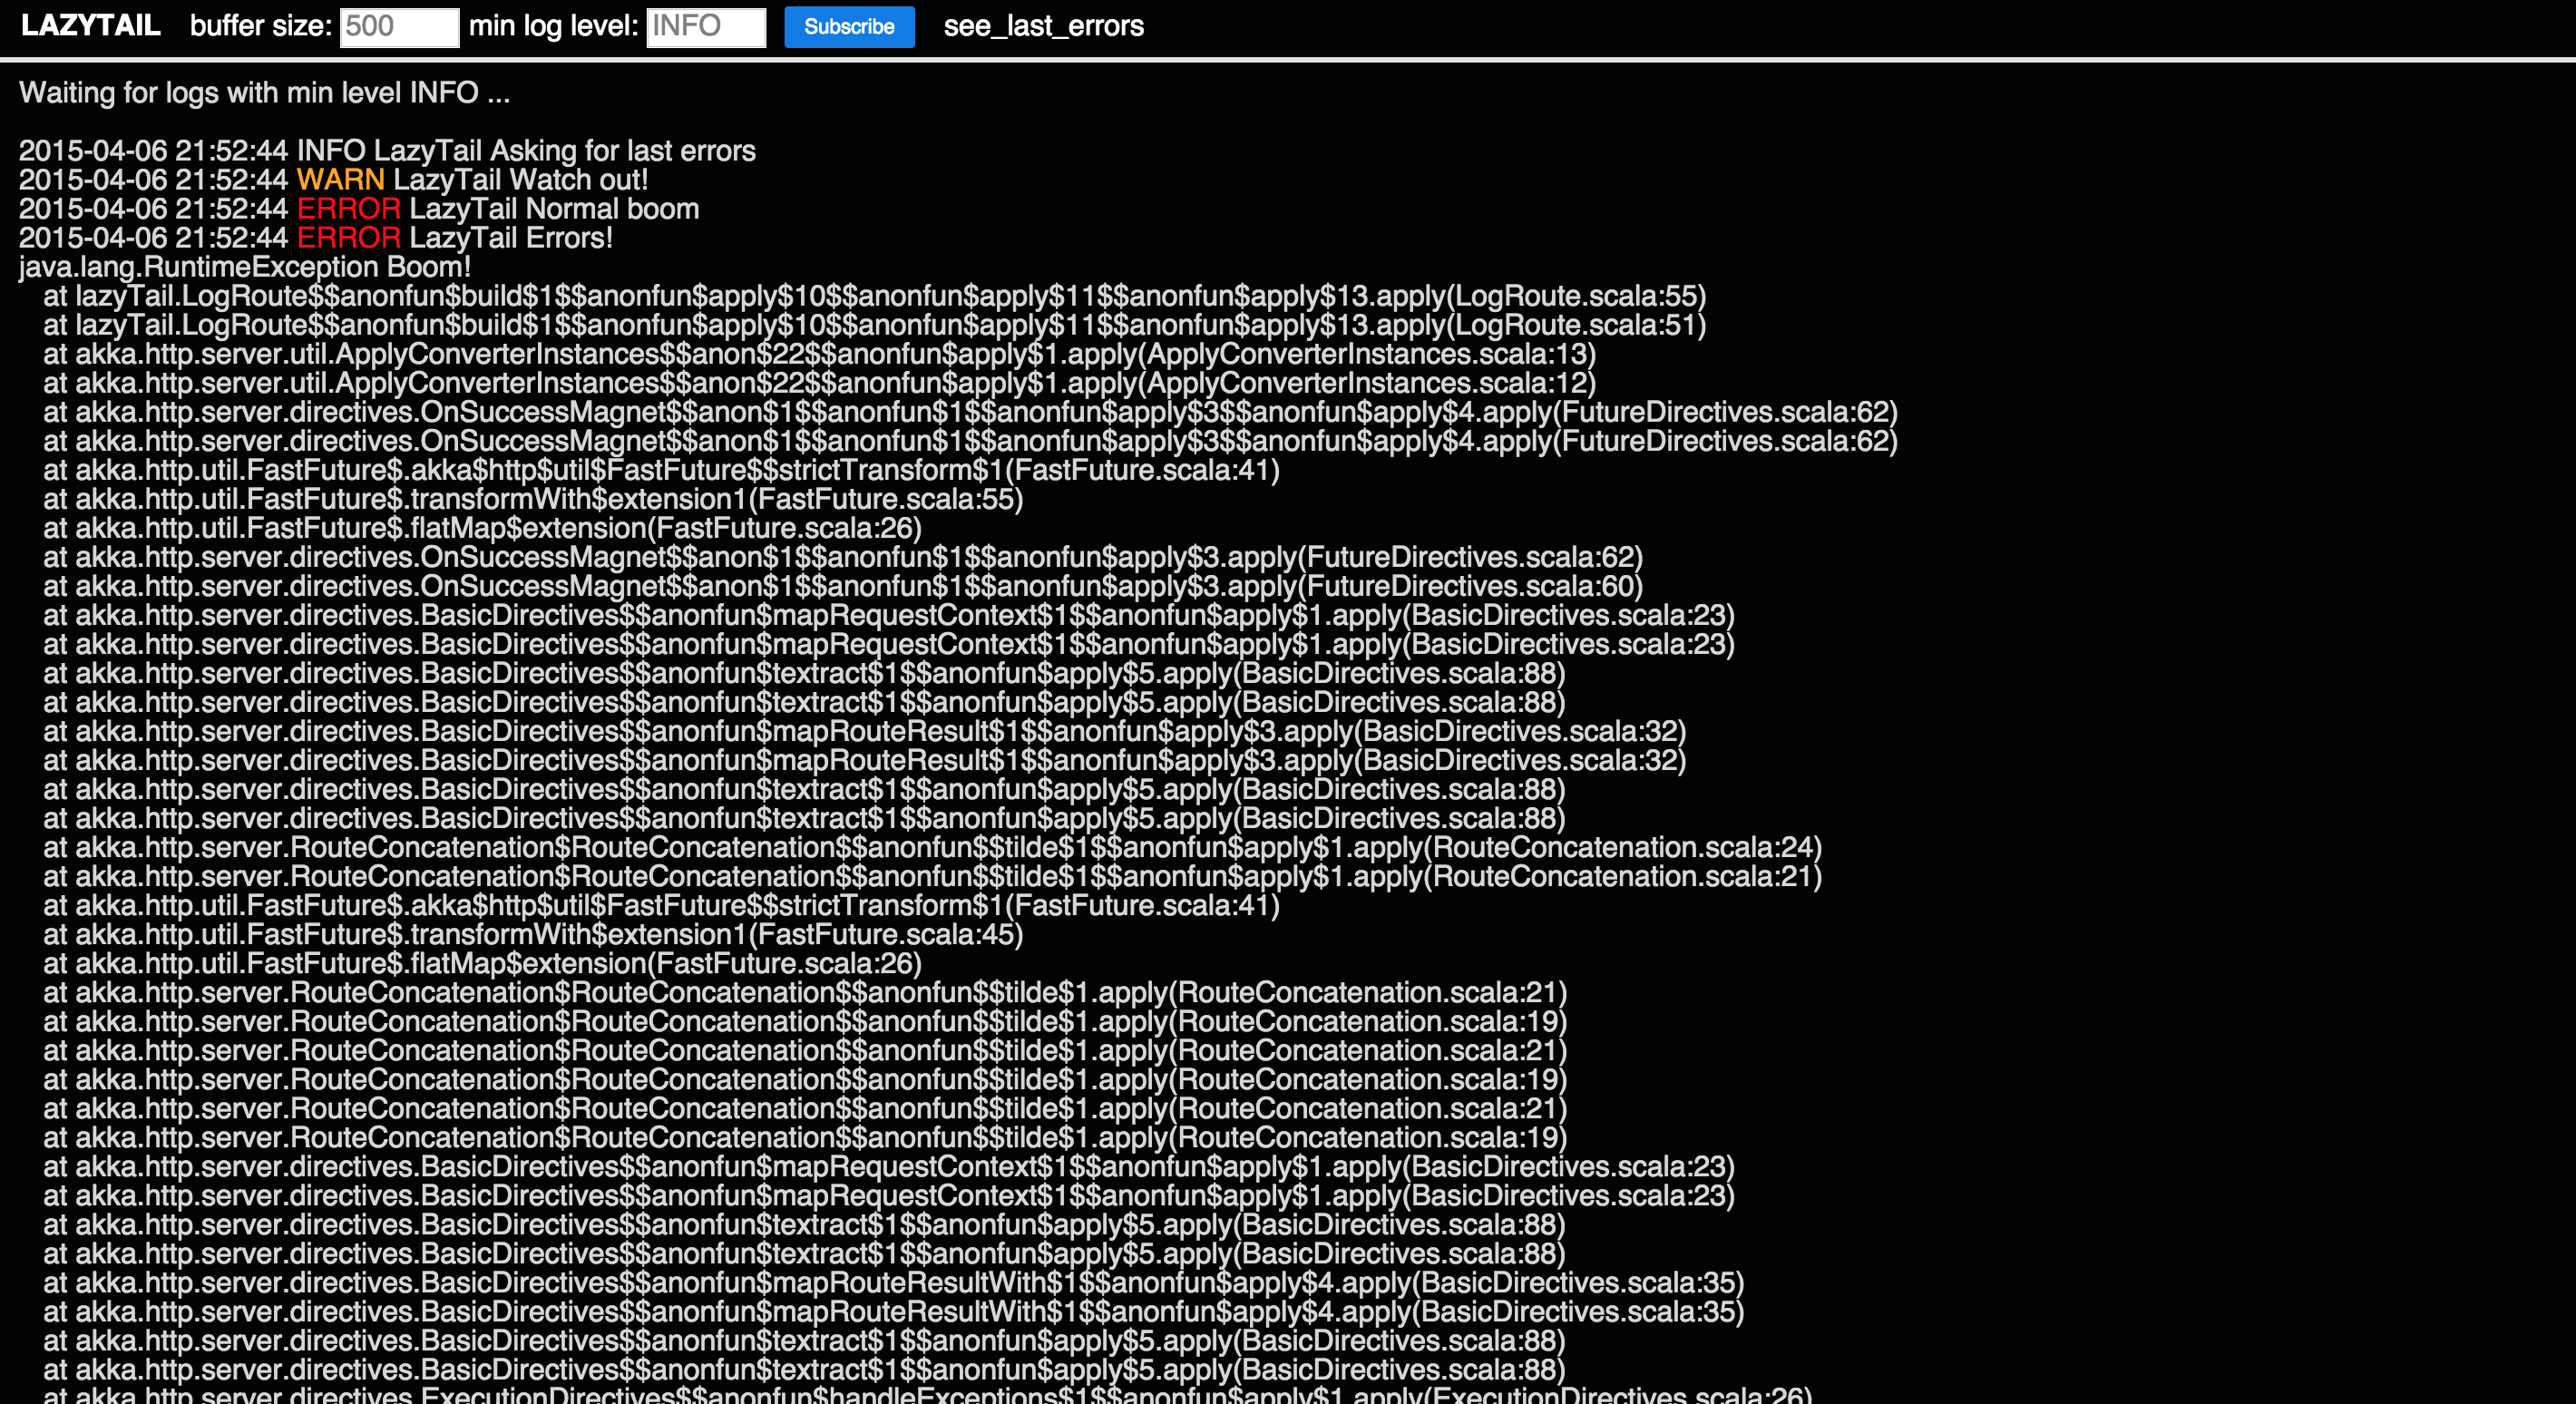 LAZYTAIL buffer size: 500 min log level: INFO Subscribe see_last_errors
Waiting for logs with min level INFO ...
2015-04-06 21:52:44 INFO LazyTail Asking for last errors
2015-04-06 21:52:44 WARN LazyTail Watch out!
2015-04-06 21:52:44 ERROR LazyTail Normal boom
2015-04-06 21:52:44 ERROR LazyTail Errors!
java.lang.RuntimeException Boom!
at lazyTail.LogRoute$$anonfun$build$1$$anonfun$apply$10$$anonfun$apply$11$$anonfun$apply$13.apply(LogRoute.scala:55)
at lazyTail.LogRoute$$anonfun$build$1$$anonfun$apply$10$$anonfun$apply$11$$anonfun$apply$13.apply(LogRoute.scala:51)
at akka.http.server.util.ApplyConverterInstances$$anon$22$$anonfun$apply$1.apply(ApplyConverterInstances.scala:13)
at akka.http.server.util.ApplyConverterInstances$$anon$22$$anonfun$apply$1.apply(ApplyConverterInstances.scala:12)
at akka.http.server.directives.OnSuccessMagnet$$anon$1$$anonfun$1$$anonfun$apply$3$$anonfun$apply$4.apply(FutureDirectives.scala:62)
at akka.http.server.directives.OnSuccessMagnet$$anon$1$$anonfun$1$$anonfun$apply$3$$anonfun$apply$4.apply(FutureDirectives.scala:62)
at akka.http.util.FastFuture$.akka$http$util$FastFuture$$strictTransform$1(FastFuture.scala:41)
at akka.http.util.FastFuture$.transformWith$extension1(FastFuture.scala:55)
at akka.http.util.FastFuture$.flatMap$extension(FastFuture.scala:26)
at akka.http.server.directives.OnSuccessMagnet$$anon$1$$anonfun$1$$anonfun$apply$3.apply(FutureDirectives.scala:62)
at akka.http.server.directives.OnSuccessMagnet$$anon$1$$anonfun$1$$anonfun$apply$3.apply(FutureDirectives.scala:60)
at akka.http.server.directives.BasicDirectives$$anonfun$mapRequestContext$1$$anonfun$apply$1.apply(BasicDirectives.scala:23)
at akka.http.server.directives.BasicDirectives$$anonfun$mapRequestContext$1$$anonfun$apply$1.apply(BasicDirectives.scala:23)
at akka.http.server.directives.BasicDirectives$$anonfun$textract$1$$anonfun$apply$5.apply(BasicDirectives.scala:88)
at akka.http.server.directives.BasicDirectives$$anonfun$textract$1$$anonfun$apply$5.apply(BasicDirectives.scala:88)
at akka.http.server.directives.BasicDirectives$$anonfun$mapRouteResult$1$$anonfun$apply$3.apply(BasicDirectives.scala:32)
at akka.http.server.directives.BasicDirectives$$anonfun$mapRouteResult$1$$anonfun$apply$3.apply(BasicDirectives.scala:32)
at akka.http.server.directives.BasicDirectives$$anonfun$textract$1$$anonfun$apply$5.apply(BasicDirectives.scala:88)
at akka.http.server.directives.BasicDirectives$$anonfun$textract$1$$anonfun$apply$5.apply(BasicDirectives.scala:88)
at akka.http.server.RouteConcatenation$RouteConcatenation$$anonfun$$tilde$1$$anonfun$apply$1.apply(RouteConcatenation.scala:24)
at akka.http.server.RouteConcatenation$RouteConcatenation$$anonfun$$tilde$1$$anonfun$apply$1.apply(RouteConcatenation.scala:21)
at akka.http.util.FastFuture$.akka$http$util$FastFuture$$strictTransform$1(FastFuture.scala:41)
at akka.http.util.FastFuture$.transformWith$extension1(FastFuture.scala:45)
at akka.http.util.FastFuture$.flatMap$extension(FastFuture.scala:26)
at akka.http.server.RouteConcatenation$RouteConcatenation$$anonfun$$tilde$1.apply(RouteConcatenation.scala:21)
at akka.http.server.RouteConcatenation$RouteConcatenation$$anonfun$$tilde$1.apply(RouteConcatenation.scala:19)
at akka.http.server.RouteConcatenation$RouteConcatenation$$anonfun$$tilde$1.apply(RouteConcatenation.scala:21)
at akka.http.server.RouteConcatenation$RouteConcatenation$$anonfun$$tilde$1.apply(RouteConcatenation.scala:19)
at akka.http.server.RouteConcatenation$RouteConcatenation$$anonfun$$tilde$1.apply(RouteConcatenation.scala:21)
at akka.http.server.RouteConcatenation$RouteConcatenation$$anonfun$$tilde$1.apply(RouteConcatenation.scala:19)
at akka.http.server.directives.BasicDirectives$$anonfun$mapRequestContext$1$$anonfun$apply$1.apply(BasicDirectives.scala:23)
at akka.http.server.directives.BasicDirectives$$anonfun$mapRequestContext$1$$anonfun$apply$1.apply(BasicDirectives.scala:23)
at akka.http.server.directives.BasicDirectives$$anonfun$textract$1$$anonfun$apply$5.apply(BasicDirectives.scala:88)
at akka.http.server.directives.BasicDirectives$$anonfun$textract$1$$anonfun$apply$5.apply(BasicDirectives.scala:88)
at akka.http.server.directives.BasicDirectives$$anonfun$mapRouteResultWith$1$$anonfun$apply$4.apply(BasicDirectives.scala:35)
at akka.http.server.directives.BasicDirectives$$anonfun$mapRouteResultWith$1$$anonfun$apply$4.apply(BasicDirectives.scala:35)
at akka.http.server.directives.BasicDirectives$$anonfun$textract$1$$anonfun$apply$5.apply(BasicDirectives.scala:88)
at akka.http.server.directives.BasicDirectives$$anonfun$textract$1$$anonfun$apply$5.apply(BasicDirectives.scala:88)
at akka.http.server.directives.ExecutionDirectives$$anonfun$handleExceptions$1$$anonfun$apply$1.apply(ExecutionDirectives.scala:26)